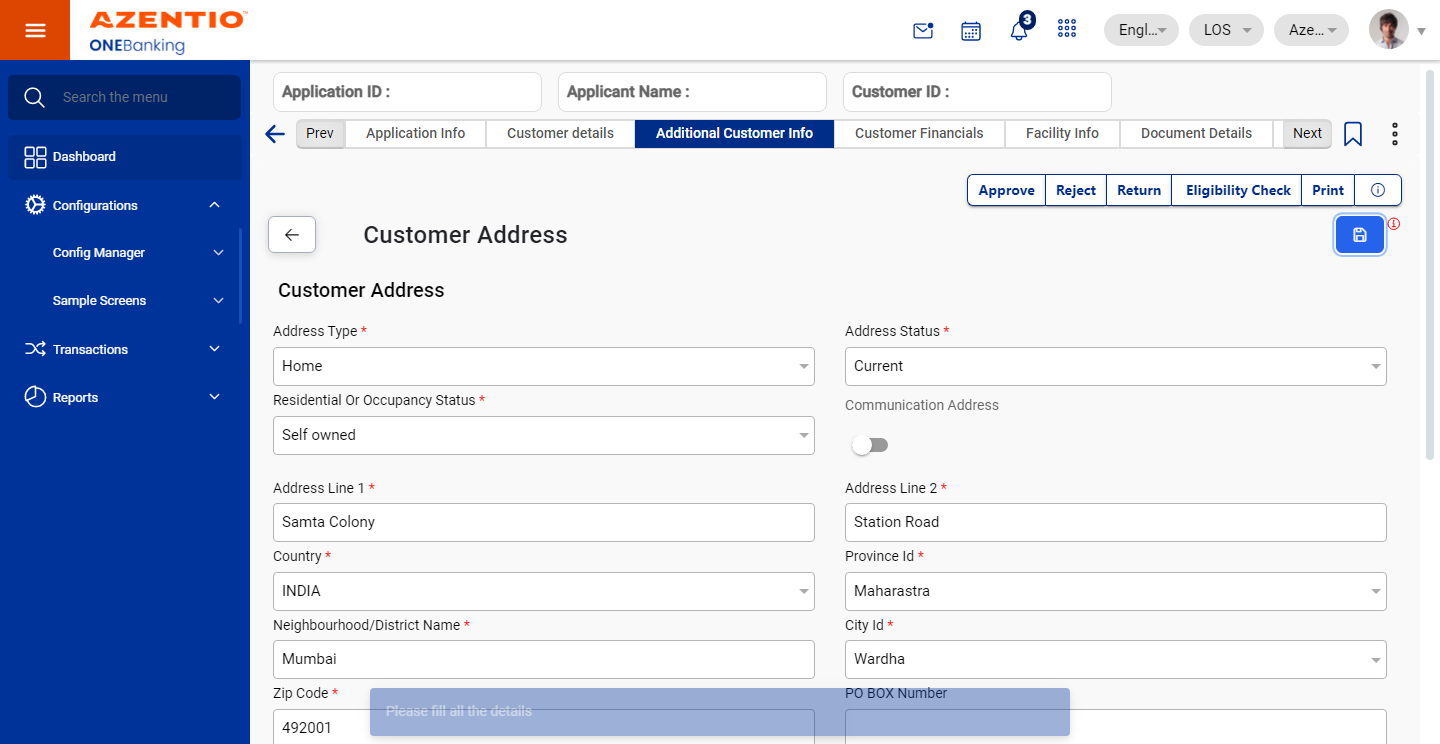 AZENTIO™
ONEBanking
3
Engl...
LOS
Aze...
Search the menu
Dashboard
Configurations
Config Manager
Sample Screens
Transactions
Reports
Application ID :
Applicant Name :
Customer ID :
Prev
Application Info
Customer details
Additional Customer Info
Customer Financials
Facility Info
Document Details
Next
Approve
Reject
Return
Eligibility Check
Print
Customer Address
Customer Address
Address Type *
Address Status *
Home
Current
Residential Or Occupancy Status *
Communication Address
Self owned
Address Line 1 *
Address Line 2 *
Samta Colony
Station Road
Country *
Province Id *
INDIA
Maharastra
Neighbourhood/District Name *
City Id *
Mumbai
Wardha
Zip Code *
PO BOX Number
Please fill all the details
492001